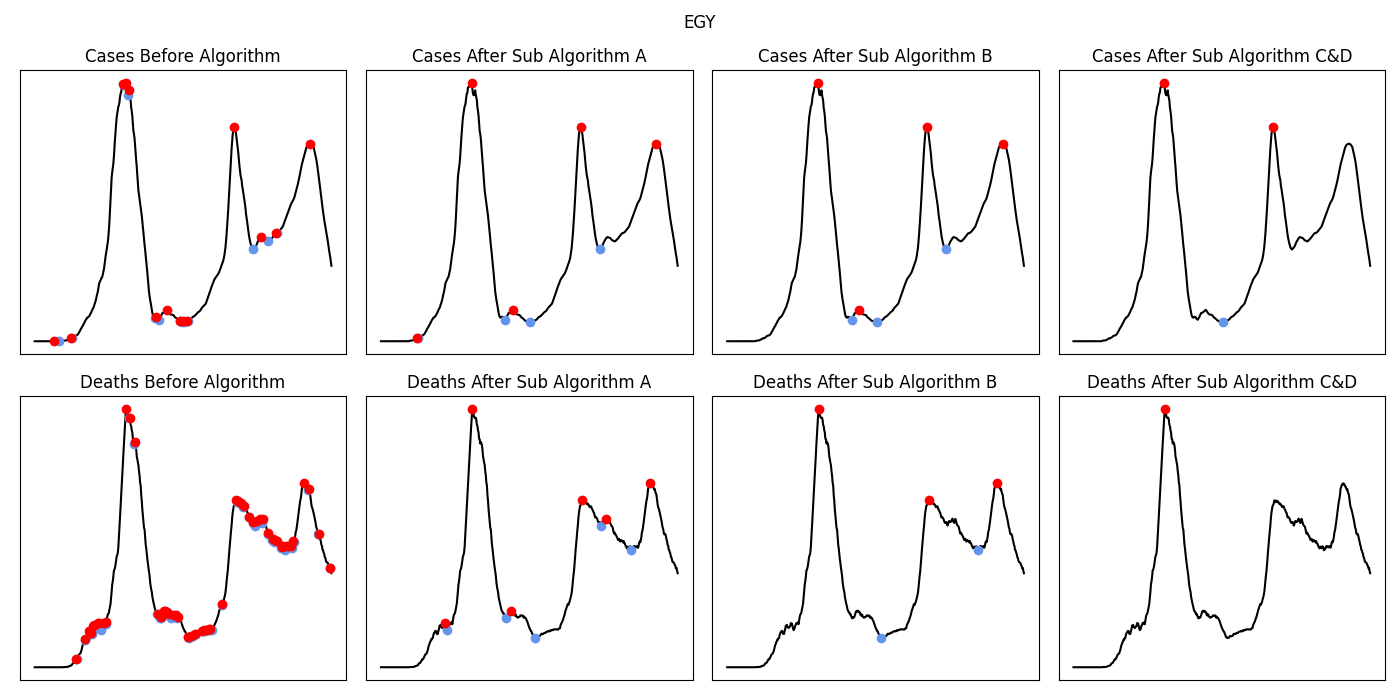 EGY
Cases Before Algorithm
Cases After Sub Algorithm A
Cases After Sub Algorithm B
Cases After Sub Algorithm C&D
Deaths Before Algorithm
Deaths After Sub Algorithm A
Deaths After Sub Algorithm B
Deaths After Sub Algorithm C&D